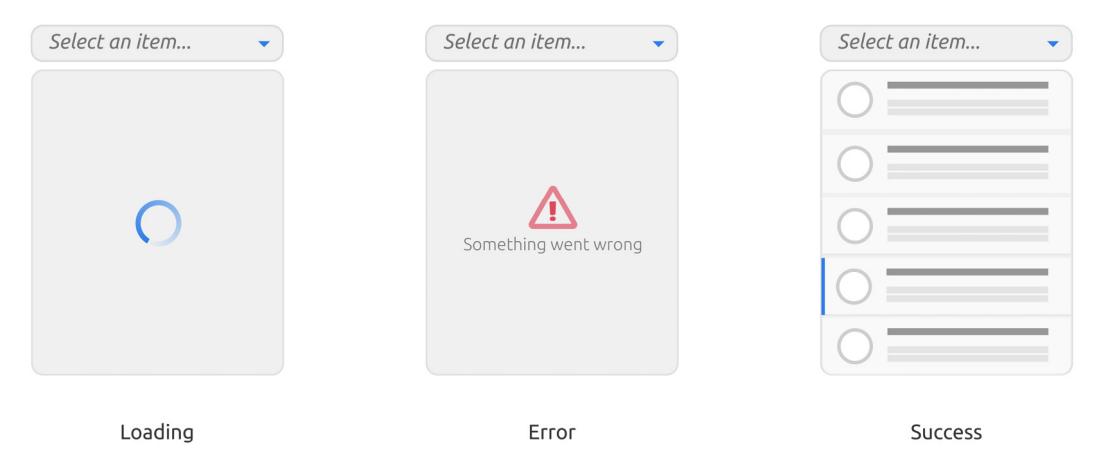 Select an item...
Select an item...
Select an item...
Something went wrong
Loading
Error
Success